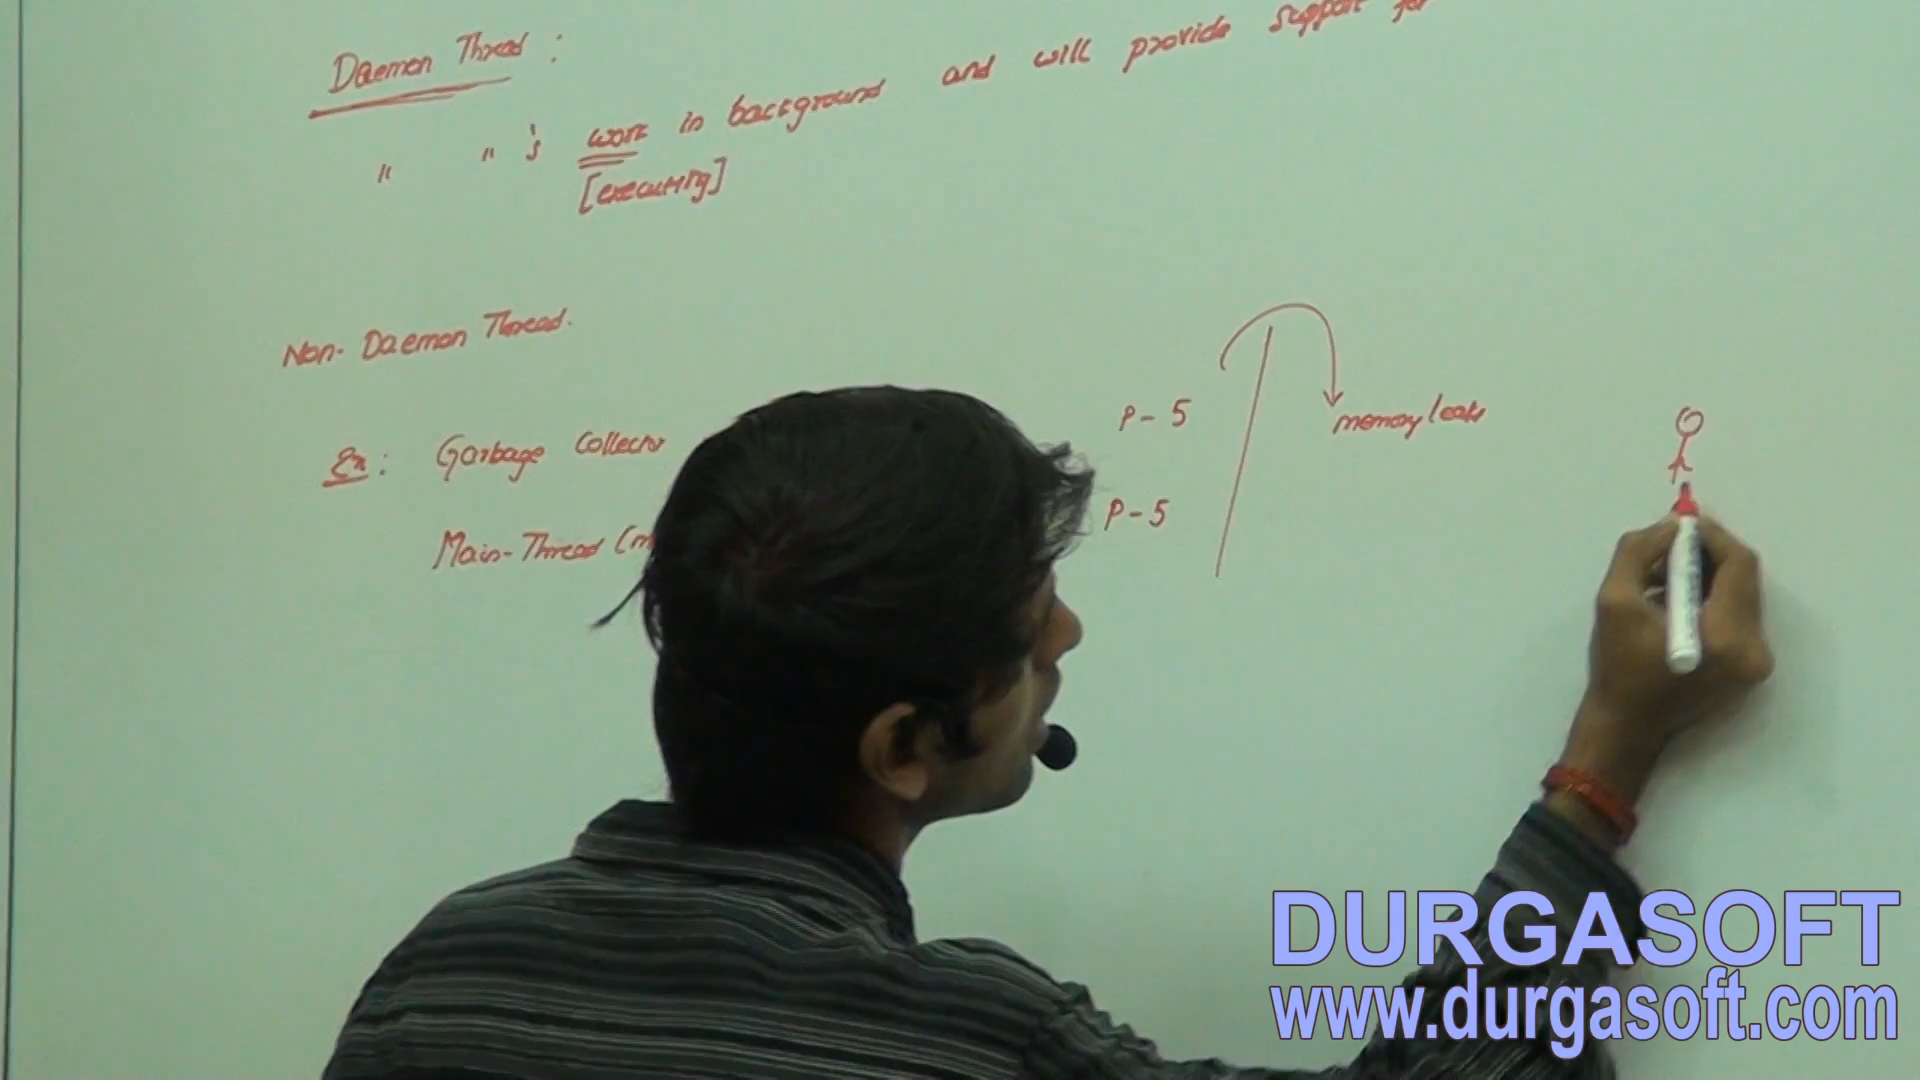 Daemon Thread :
" " 's work in background and will provide support for
[executing]
Non-Daemon Thread.
Ex: Garbage Collector P-5 memory leaks
Main-Thread (m P-5
DURGASOFT
www.durgasoft.com